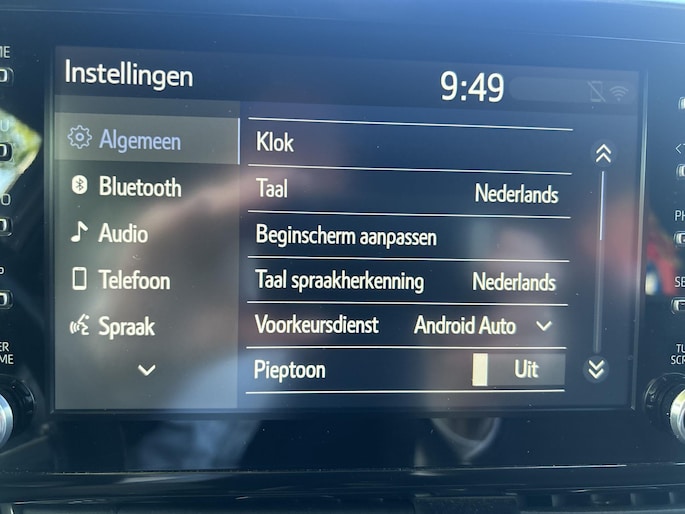 Instellingen
9:49
Algemeen
Bluetooth
Audio
Telefoon
Spraak
Klok
Taal Nederlands
Beginscherm aanpassen
Taal spraakherkenning Nederlands
Voorkeursdienst Android Auto
Pieptoon Uit